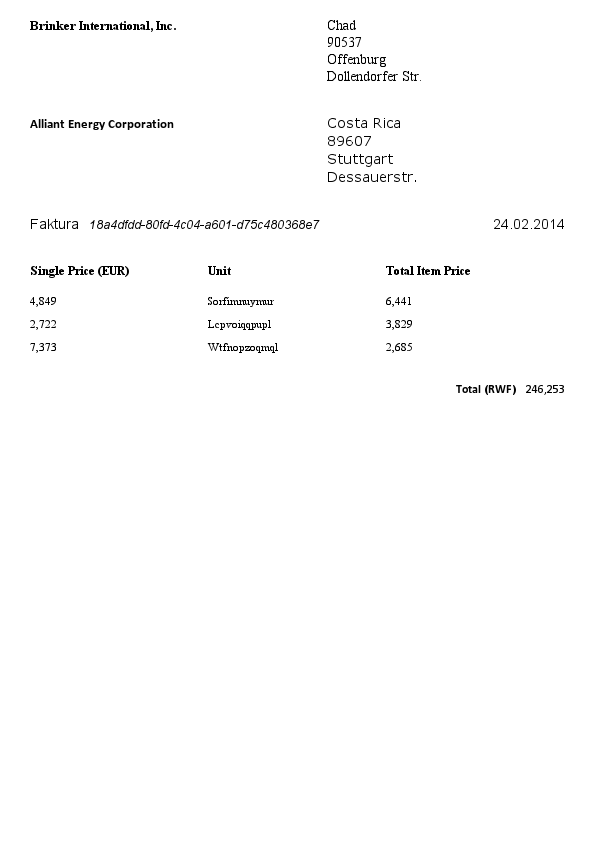 Brinker International, Inc.
Chad
90537
Offenburg
Dollendorfer Str.
Alliant Energy Corporation
Costa Rica
89607
Stuttgart
Dessauerstr.
Faktura 18a4dfdd-80fd-4c04-a601-d75c480368e7 24.02.2014
Single Price (EUR) Unit Total Item Price
4,849 Sorfimnuymur 6,441
2,722 Lcpvoiqqpupl 3,829
7,373 Wtfnopzoqmql 2,685
Total (RWF) 246,253